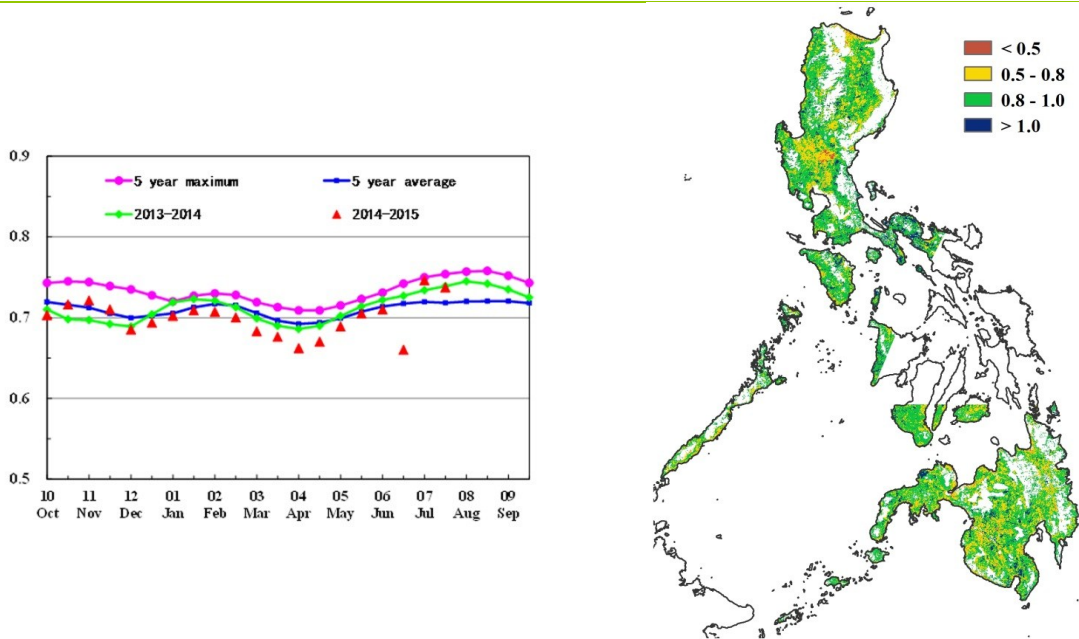 0.9
0.8
0.7
0.6
0.5
5 year maximum
5 year average
2013-2014
2014-2015
10 11 12 01 02 03 04 05 06 07 08 09
Oct Nov Dec Jan Feb Mar Apr May Jun Jul Aug Sep
< 0.5
0.5 - 0.8
0.8 - 1.0
> 1.0